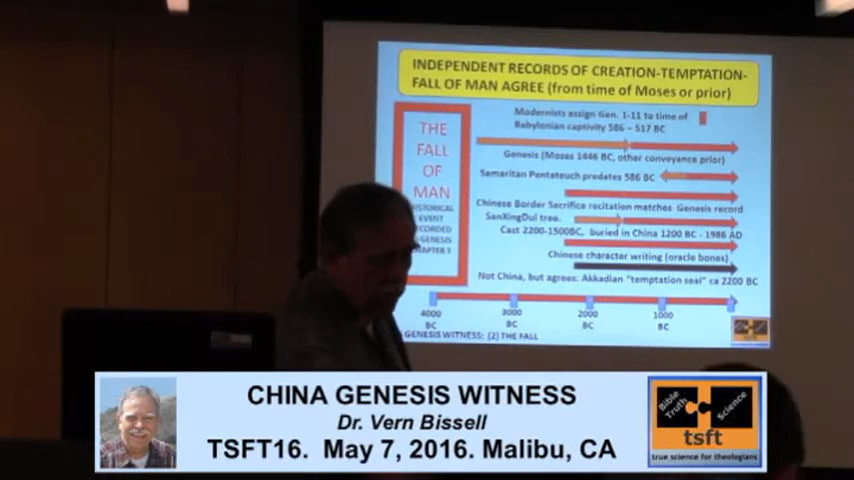 INDEPENDENT RECORDS OF CREATION-TEMPTATION-
FALL OF MAN AGREE (from time of Moses or prior)
Modernists assign Gen. 1-11 to time of
Babylonian captivity 586 – 517 BC
THE
FALL
OF
MAN
HISTORICAL
EVENT
RECORDED
GENESIS
CHAPTER 3
Genesis (Moses 1446 BC, other conveyance prior)
Samaritan Pentateuch predates 586 BC
Chinese Border Sacrifice recitation matches Genesis record
SanXingDui tree.
Cast 2200-1500BC, buried in China 1200 BC - 1986 AD
Chinese character writing (oracle bones)
Not China, but agrees: Akkadian "temptation seal" ca 2200 BC
4000 BC
3000 BC
2000 BC
1000 BC
GENESIS WITNESS: (2) THE FALL
CHINA GENESIS WITNESS
Dr. Vern Bissell
TSFT16. May 7, 2016. Malibu, CA
Bible Truth
Science
tsft
true science for theologians